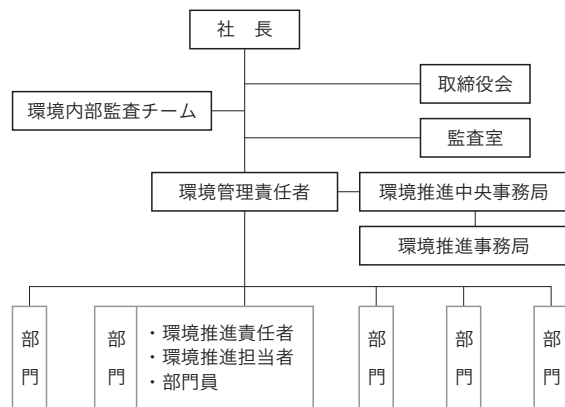 社　長
取締役会
環境内部監査チーム
監査室
環境管理責任者
環境推進中央事務局
環境推進事務局
部門
部門
・環境推進責任者
・環境推進担当者
・部門員
部門
部門
部門